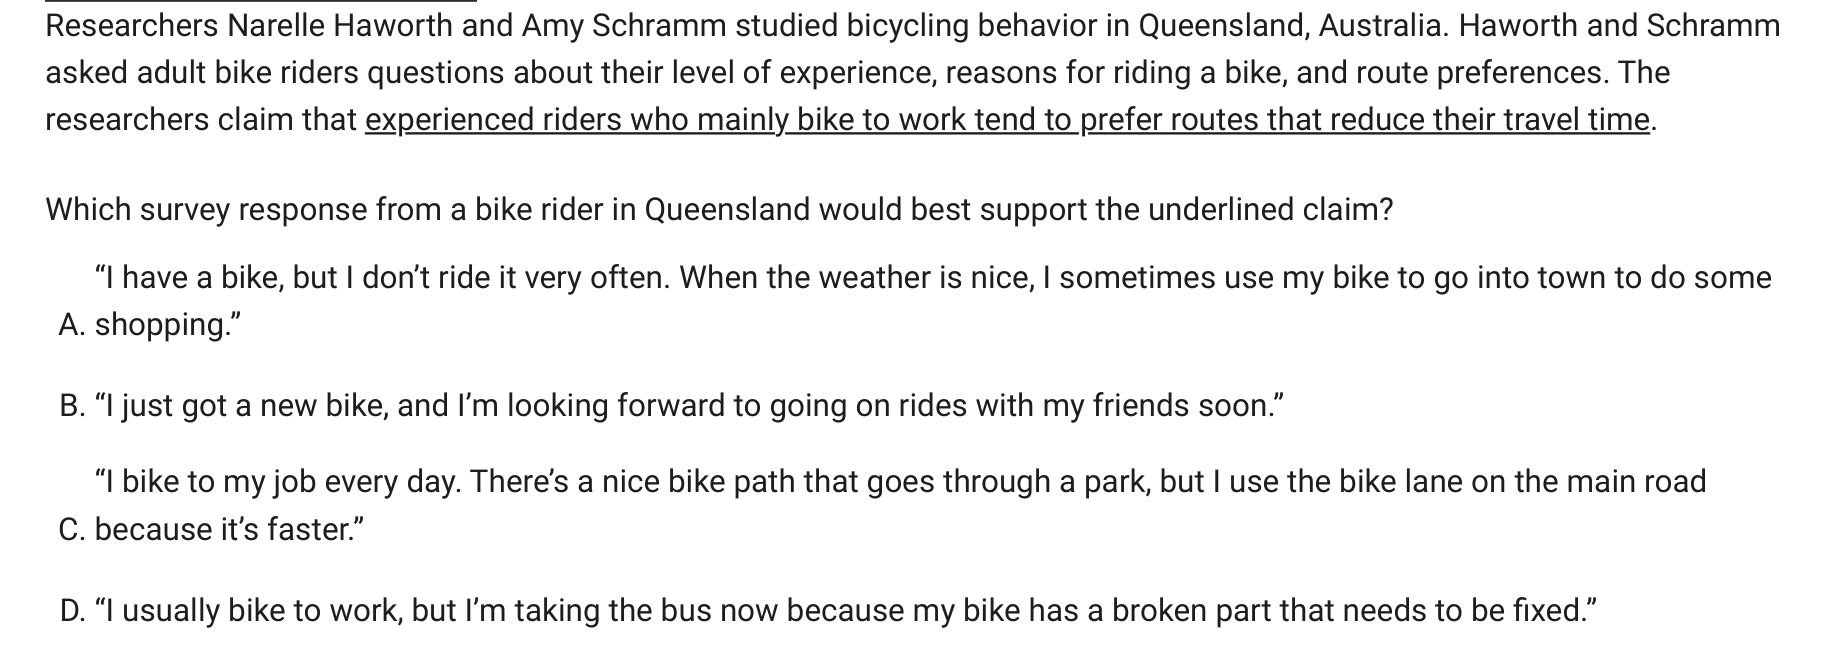 Researchers Narelle Haworth and Amy Schramm studied bicycling behavior in Queensland, Australia. Haworth and Schramm
asked adult bike riders questions about their level of experience, reasons for riding a bike, and route preferences. The
researchers claim that experienced riders who mainly bike to work tend to prefer routes that reduce their travel time.
Which survey response from a bike rider in Queensland would best support the underlined claim?
“I have a bike, but I don’t ride it very often. When the weather is nice, I sometimes use my bike to go into town to do some
A. shopping.”
B. “I just got a new bike, and I’m looking forward to going on rides with my friends soon.”
“I bike to my job every day. There’s a nice bike path that goes through a park, but I use the bike lane on the main road
C. because it’s faster.”
D. “I usually bike to work, but I’m taking the bus now because my bike has a broken part that needs to be fixed.”